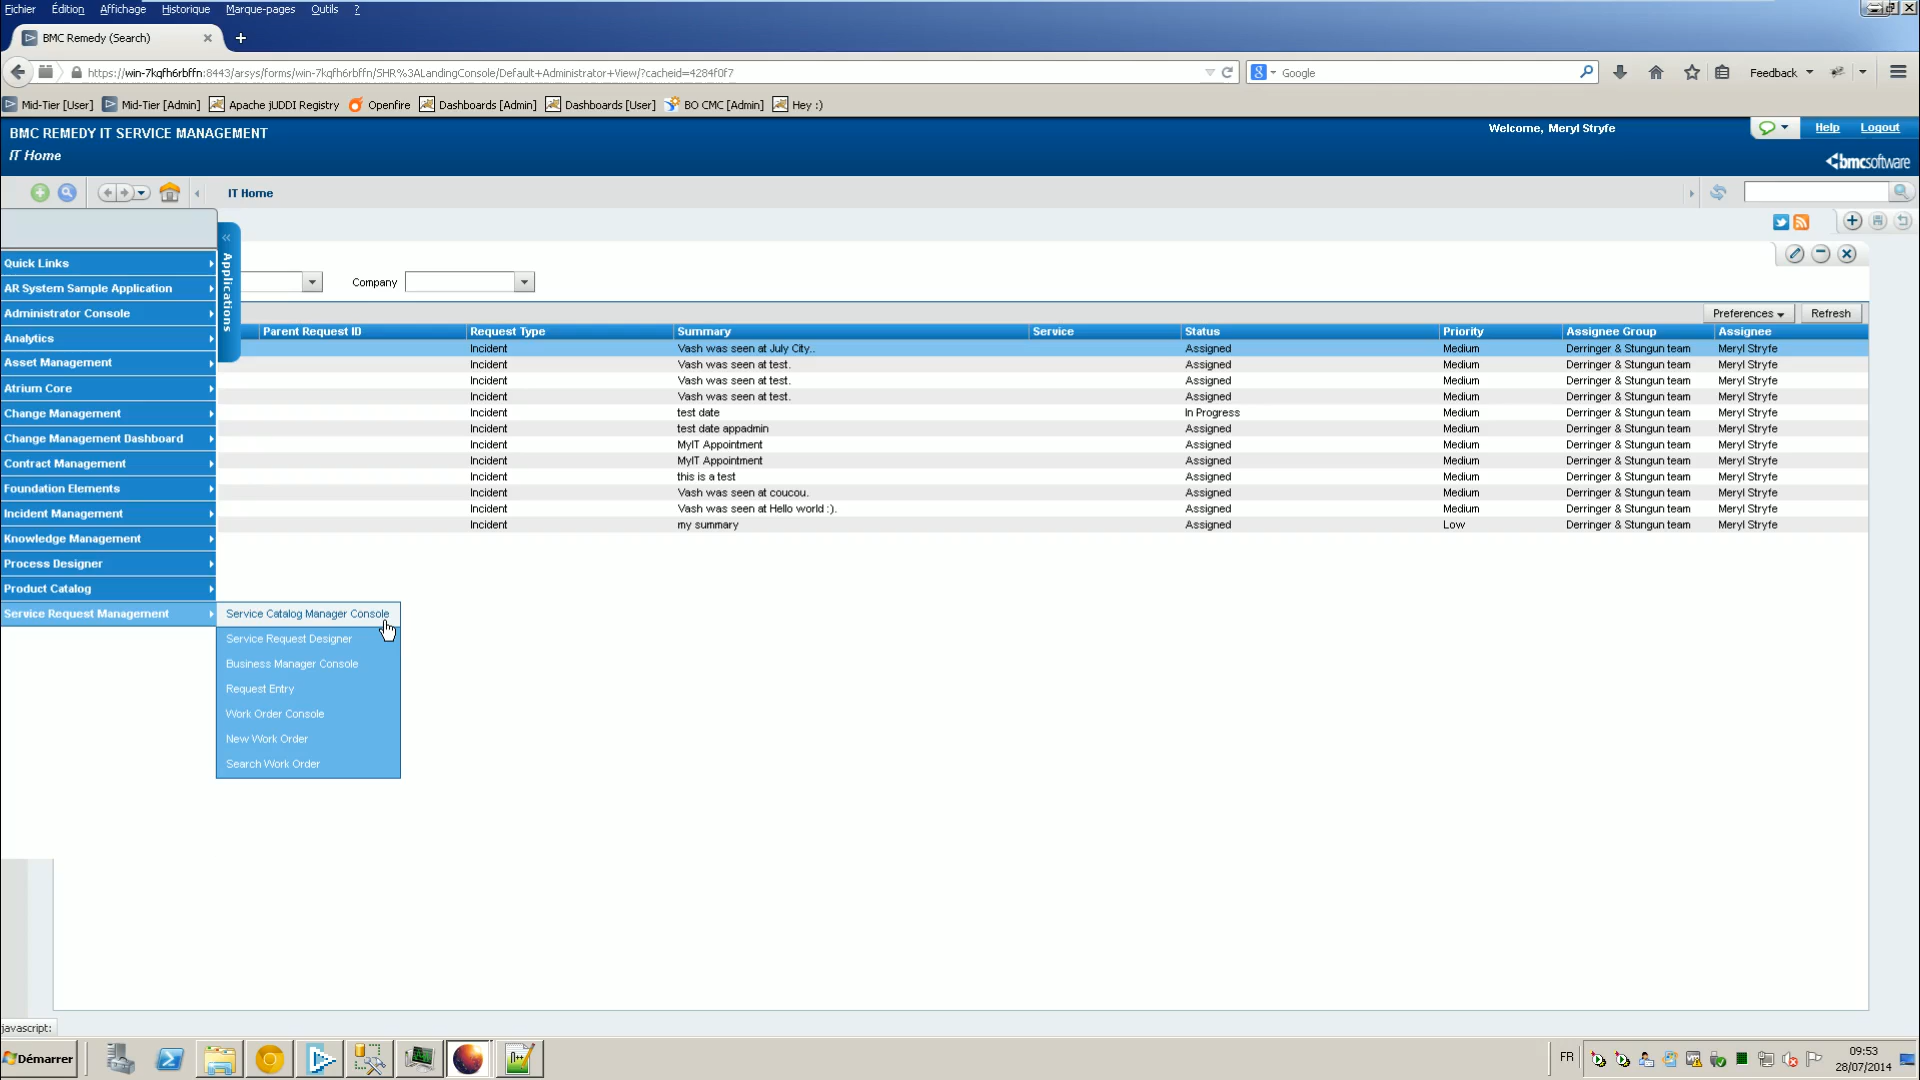 Fichier Édition Affichage Historique Marque-pages Outils ?
BMC Remedy (Search)
https://win-7kqfh6rbffn:8443/arsys/forms/win-7kqfh6rbffn/SHR%3ALandingConsole/Default+Administrator+View/?cacheid=4284f0f7
Google
Feedback
Mid-Tier [User] Mid-Tier [Admin] Apache jUDDI Registry Openfire Dashboards [Admin] Dashboards [User] BO CMC [Admin] Hey :)
BMC REMEDY IT SERVICE MANAGEMENT
Welcome, Meryl Stryfe
Help Logout
IT Home
bmcsoftware
IT Home
Applications
Company
Preferences Refresh
Parent Request ID Request Type Summary Service Status Priority Assignee Group Assignee
Incident Vash was seen at July City.. Assigned Medium Derringer & Stungun team Meryl Stryfe
Incident Vash was seen at test. Assigned Medium Derringer & Stungun team Meryl Stryfe
Incident Vash was seen at test. Assigned Medium Derringer & Stungun team Meryl Stryfe
Incident Vash was seen at test. Assigned Medium Derringer & Stungun team Meryl Stryfe
Incident test date In Progress Medium Derringer & Stungun team Meryl Stryfe
Incident test date appadmin Assigned Medium Derringer & Stungun team Meryl Stryfe
Incident MyIT Appointment Assigned Medium Derringer & Stungun team Meryl Stryfe
Incident MyIT Appointment Assigned Medium Derringer & Stungun team Meryl Stryfe
Incident this is a test Assigned Medium Derringer & Stungun team Meryl Stryfe
Incident Vash was seen at coucou. Assigned Medium Derringer & Stungun team Meryl Stryfe
Incident Vash was seen at Hello world :). Assigned Medium Derringer & Stungun team Meryl Stryfe
Incident my summary Assigned Low Derringer & Stungun team Meryl Stryfe
Quick Links
AR System Sample Application
Administrator Console
Analytics
Asset Management
Atrium Core
Change Management
Change Management Dashboard
Contract Management
Foundation Elements
Incident Management
Knowledge Management
Process Designer
Product Catalog
Service Request Management
Service Catalog Manager Console
Service Request Designer
Business Manager Console
Request Entry
Work Order Console
New Work Order
Search Work Order
javascript:
Démarrer
FR
09:53
28/07/2014